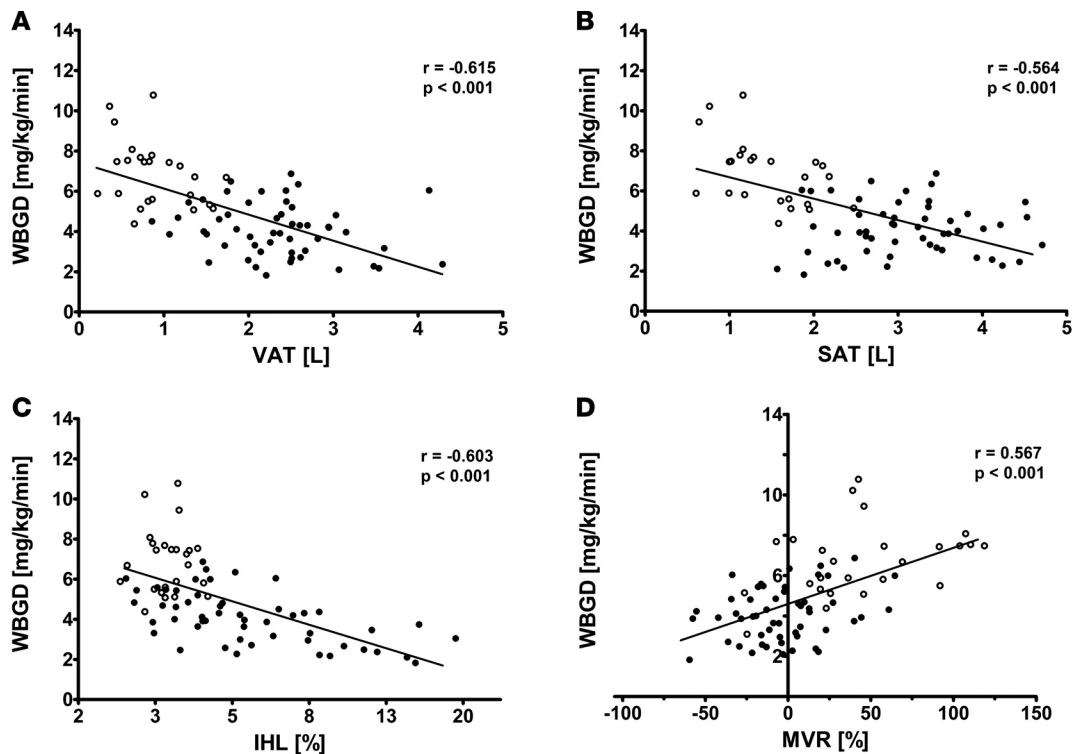 A
WBGD [mg/kg/min]
14
12
10
8
6
4
2
0
r = -0.615
p < 0.001
0 1 2 3 4 5
VAT [L]
B
WBGD [mg/kg/min]
14
12
10
8
6
4
2
0
r = -0.564
p < 0.001
0 1 2 3 4 5
SAT [L]
C
WBGD [mg/kg/min]
14
12
10
8
6
4
2
0
r = -0.603
p < 0.001
2 3 5 8 13 20
IHL [%]
D
WBGD [mg/kg/min]
14
10
6
2
r = 0.567
p < 0.001
-100 -50 0 50 100 150
MVR [%]